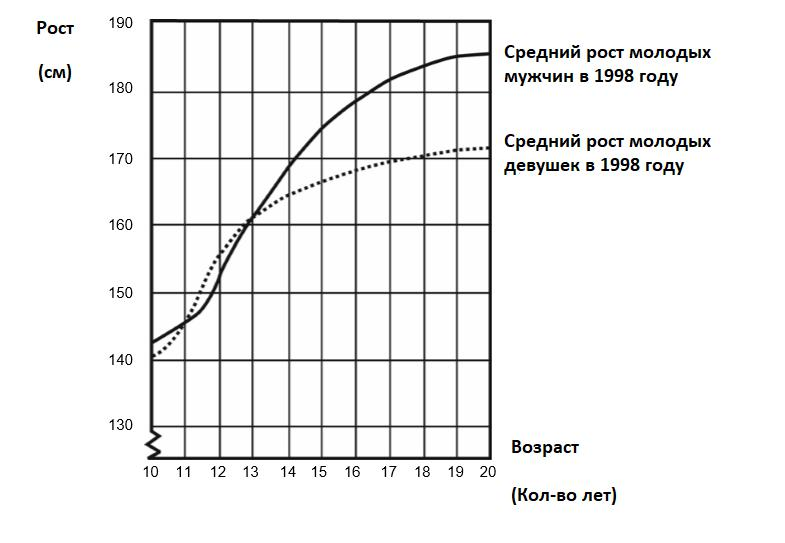 Рост
(см)
190
180
170
160
150
140
130
Средний рост молодых
мужчин в 1998 году
Средний рост молодых
девушек в 1998 году
Возраст
(Кол-во лет)
10 11 12 13 14 15 16 17 18 19 20